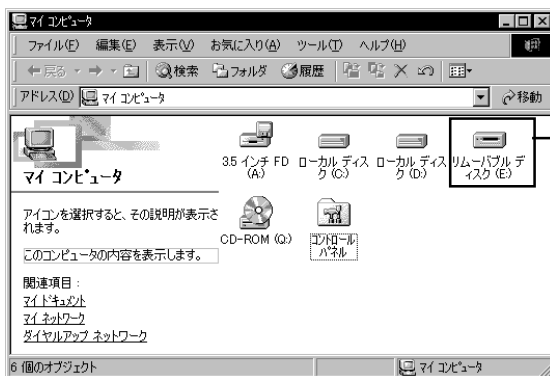 マイ コンピュータ
ファイル(F) 編集(E) 表示(V) お気に入り(A) ツール(T) ヘルプ(H)
戻る 検索 フォルダ 履歴
アドレス(D) マイ コンピュータ 移動
マイ コンピュータ
アイコンを選択すると、その説明が表示さ
れます。
このコンピュータの内容を表示します。
関連項目:
マイ ドキュメント
マイ ネットワーク
ダイヤルアップ ネットワーク
3.5 インチ FD
(A:)
ローカル ディス
ク (C:)
ローカル ディス
ク (D:)
リムーバブル デ
ィスク (E:)
CD-ROM (Q:)
コントロール
パネル
6 個のオブジェクト
マイ コンピュータ